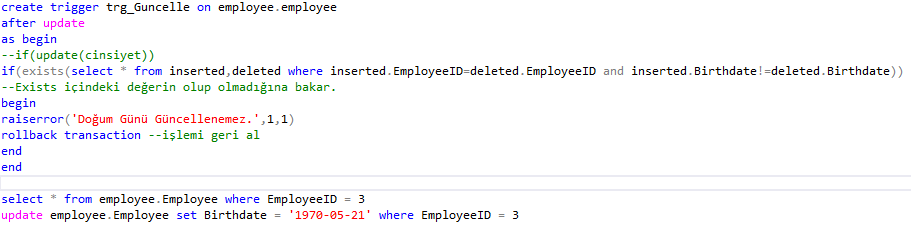 create trigger trg_Guncelle on employee.employee
after update
as begin
--if(update(cinsiyet))
if(exists(select * from inserted,deleted where inserted.EmployeeID=deleted.EmployeeID and inserted.Birthdate!=deleted.Birthdate))
--Exists içindeki değerin olup olmadığına bakar.
begin
raiserror('Doğum Günü Güncellenemez.',1,1)
rollback transaction --işlemi geri al
end
end
select * from employee.Employee where EmployeeID = 3
update employee.Employee set Birthdate = '1970-05-21' where EmployeeID = 3